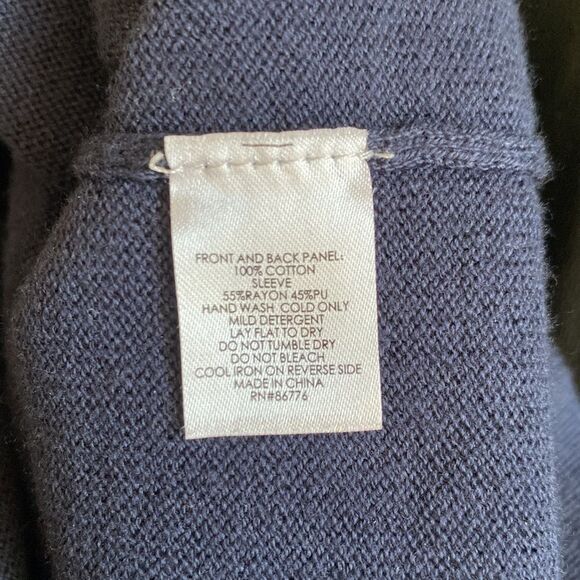 FRONT AND BACK PANEL:
100% COTTON
SLEEVE
55%RAYON 45%PU
HAND WASH COLD ONLY
MILD DETERGENT
LAY FLAT TO DRY
DO NOT TUMBLE DRY
DO NOT BLEACH
COOL IRON ON REVERSE SIDE
MADE IN CHINA
RN#86776